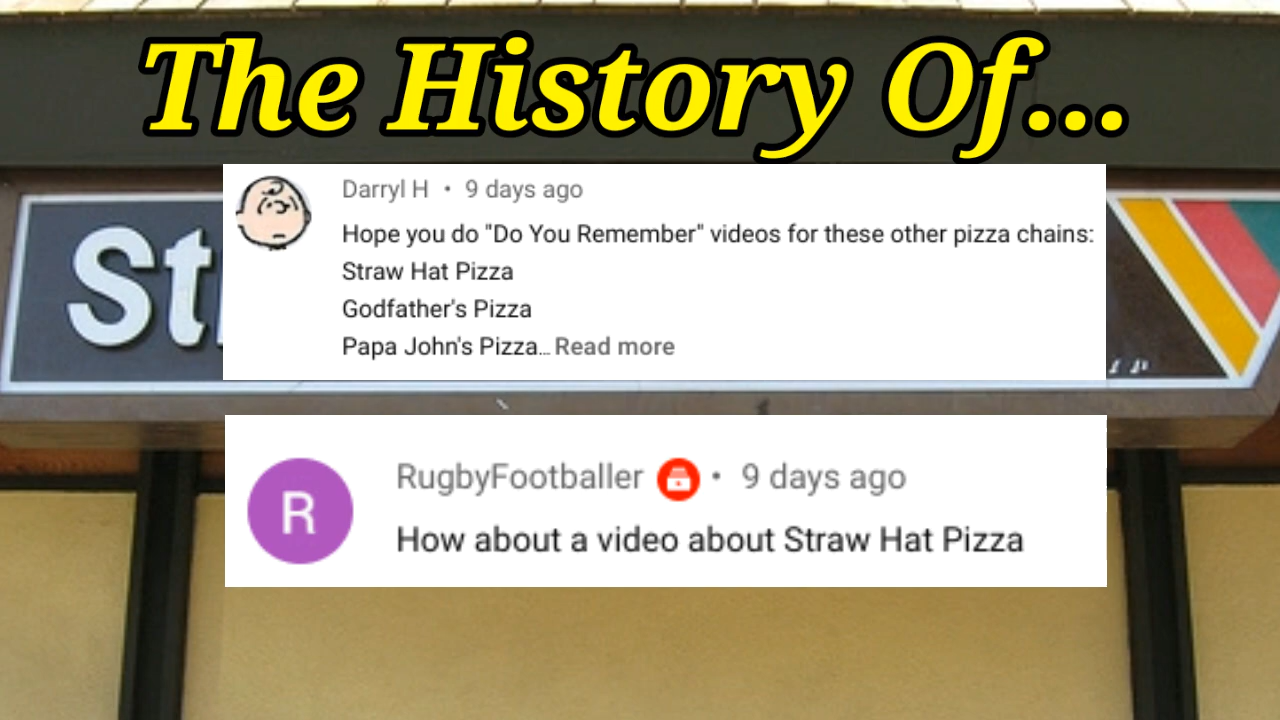 The History Of...
Darryl H • 9 days ago
Hope you do "Do You Remember" videos for these other pizza chains:
Straw Hat Pizza
Godfather's Pizza
Papa John's Pizza... Read more
St
R
RugbyFootballer • 9 days ago
How about a video about Straw Hat Pizza